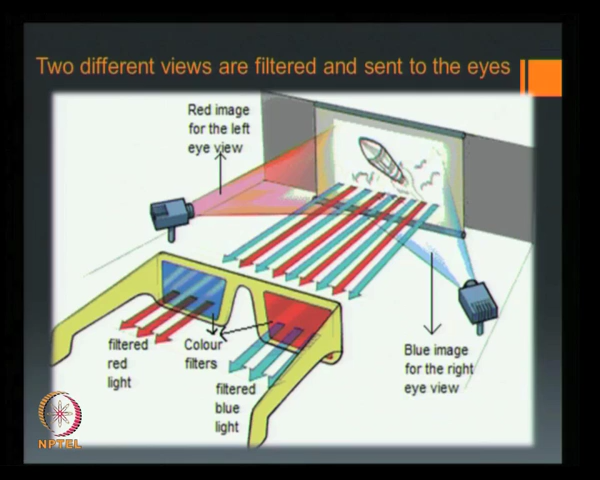 Two different views are filtered and sent to the eyes
Red image
for the left
eye view
filtered
red
light
Colour
filters
filtered
blue
light
Blue image
for the right
eye view
NPTEL